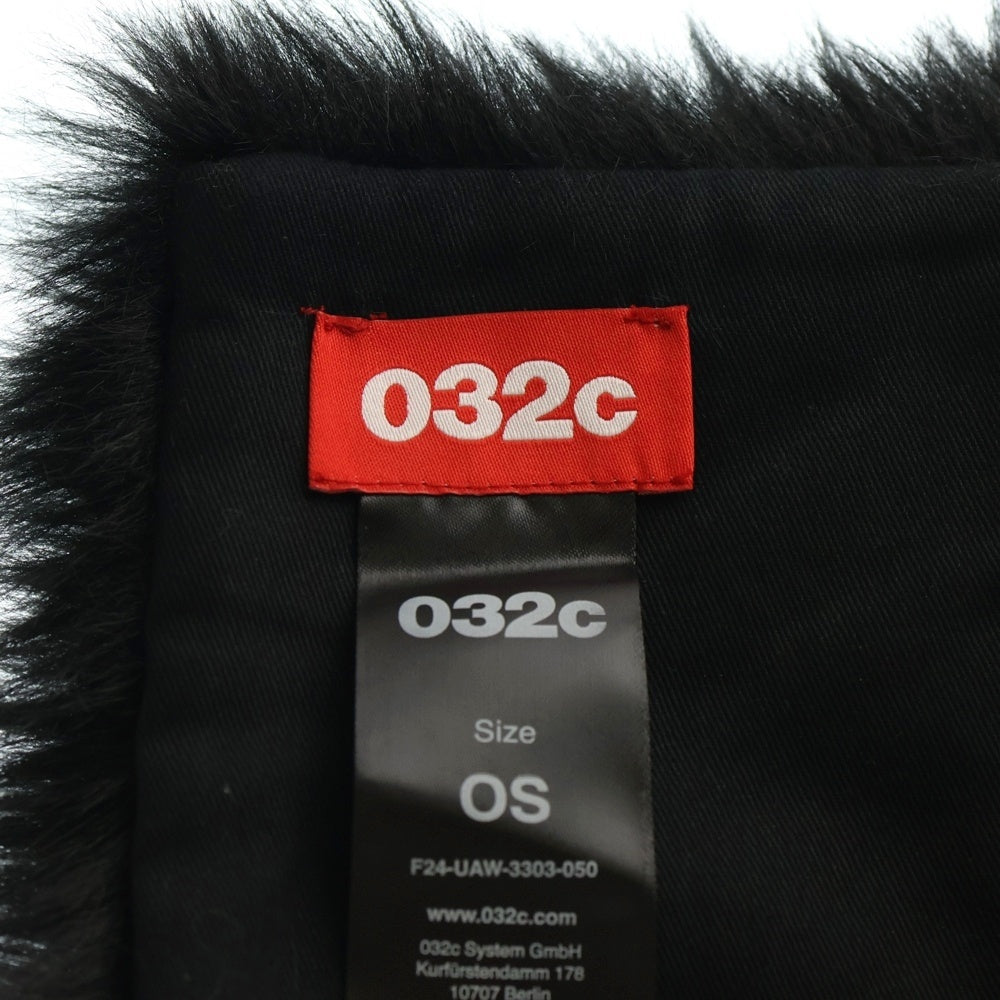 032c
032c
Size
OS
F24-UAW-3303-050
www.032c.com
032c System GmbH
Kurfürstendamm 178
10707 Berlin